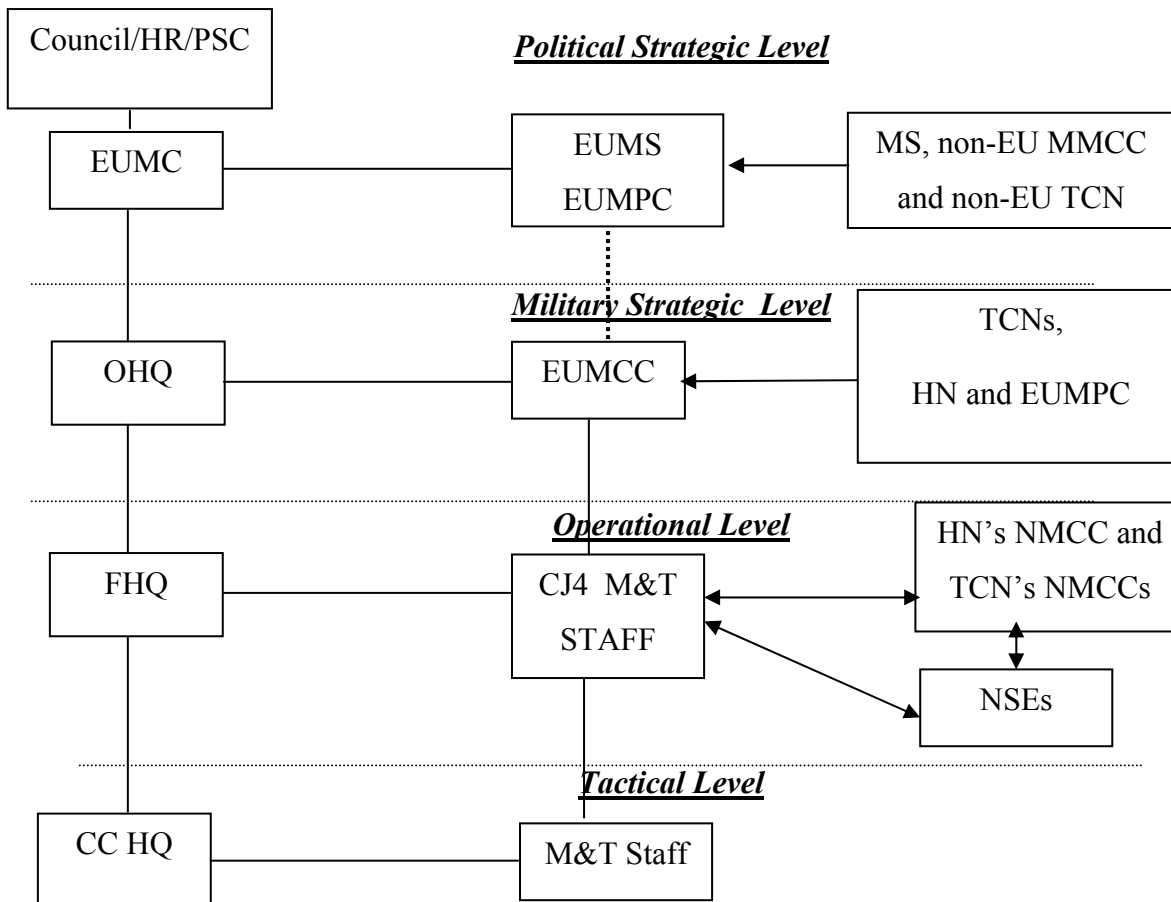 Council/HR/PSC
Political Strategic Level
EUMC
EUMS
EUMPC
MS, non-EU MMCC
and non-EU TCN
Military Strategic Level
OHQ
EUMCC
TCNs,
HN and EUMPC
Operational Level
FHQ
CJ4 M&T
STAFF
HN’s NMCC and
TCN’s NMCCs
NSEs
Tactical Level
CC HQ
M&T Staff